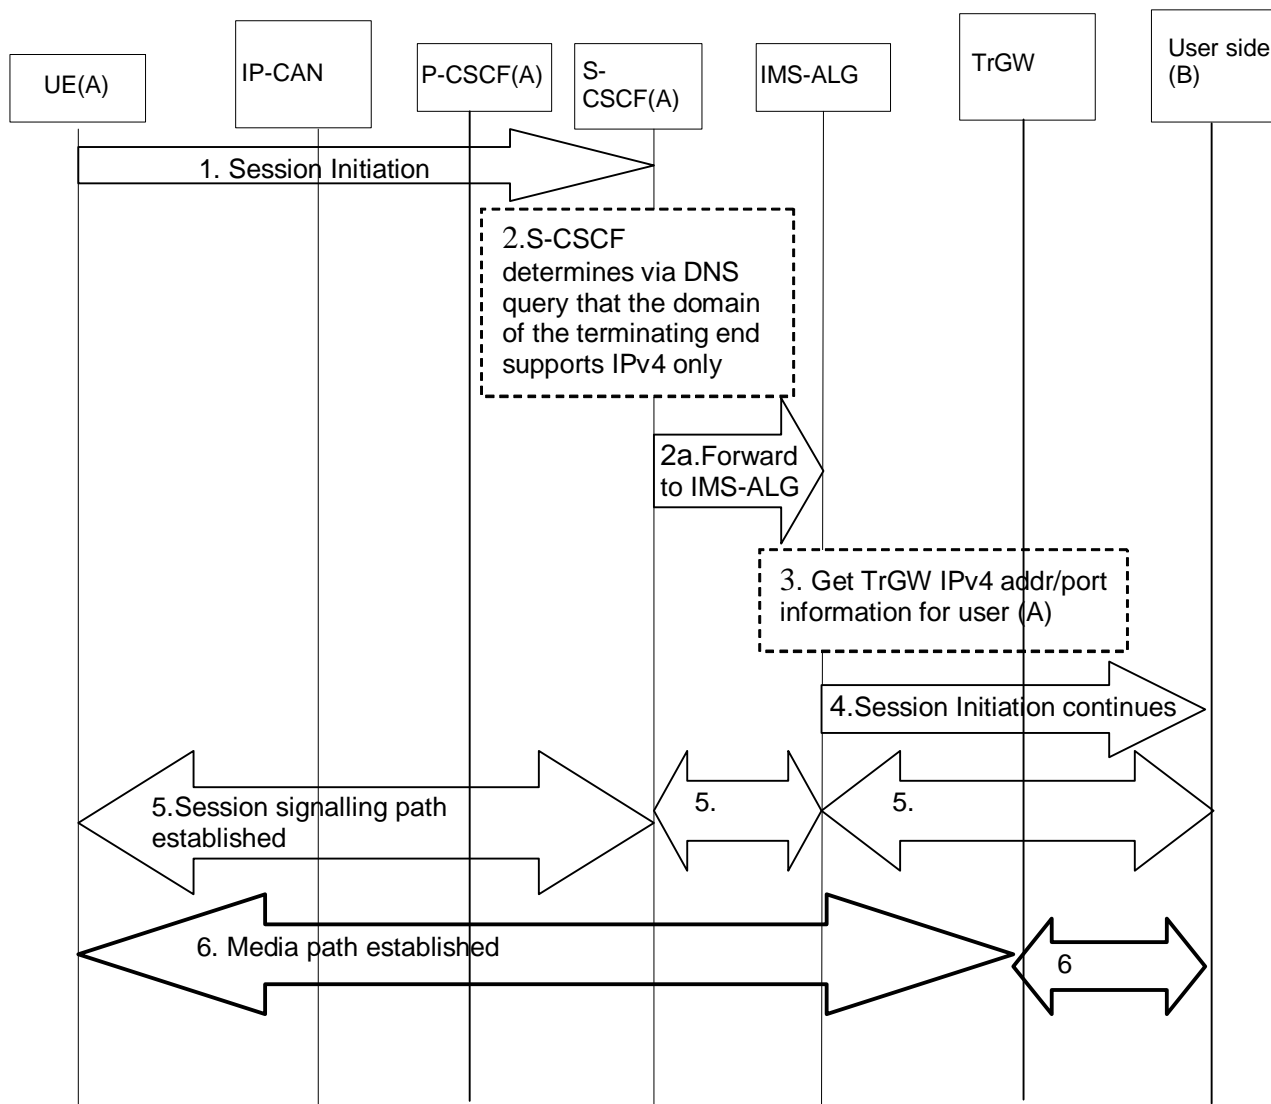 UE(A)
IP-CAN
P-CSCF(A)
S-
CSCF(A)
IMS-ALG
TrGW
User side
(B)
1. Session Initiation
2.S-CSCF
determines via DNS
query that the domain
of the terminating end
supports IPv4 only
2a.Forward
to IMS-ALG
3. Get TrGW IPv4 addr/port
information for user (A)
4.Session Initiation continues
5.Session signalling path
established
5.
5.
6. Media path established
6